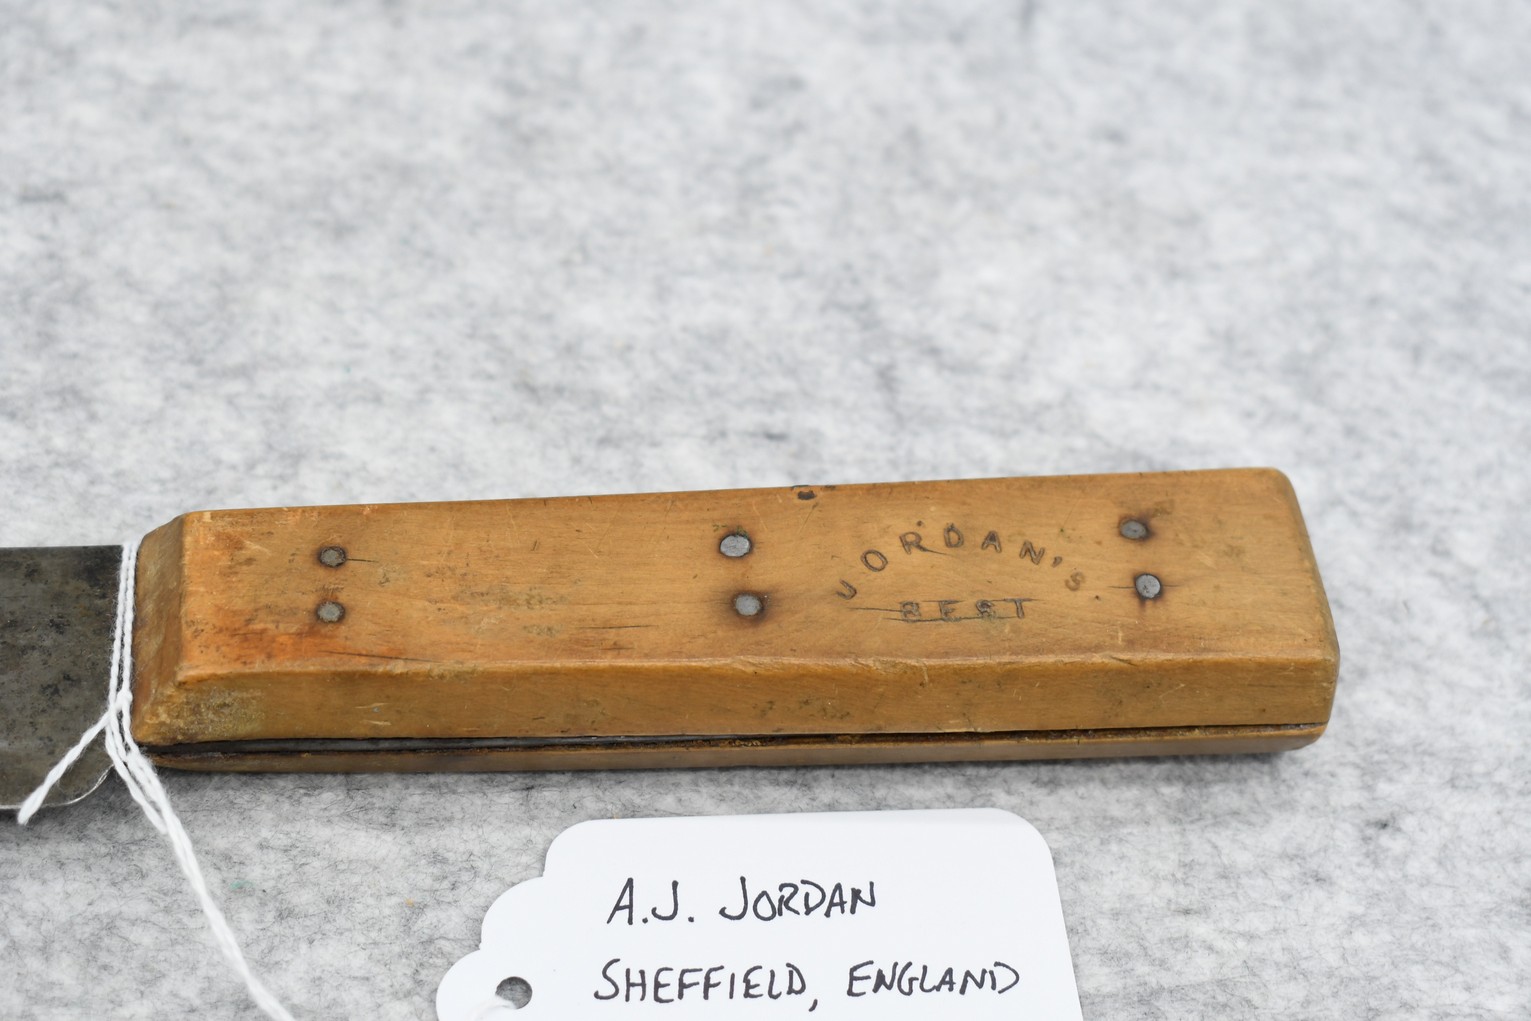 JORDAN'S
BEST
A.J. JORDAN
SHEFFIELD, ENGLAND